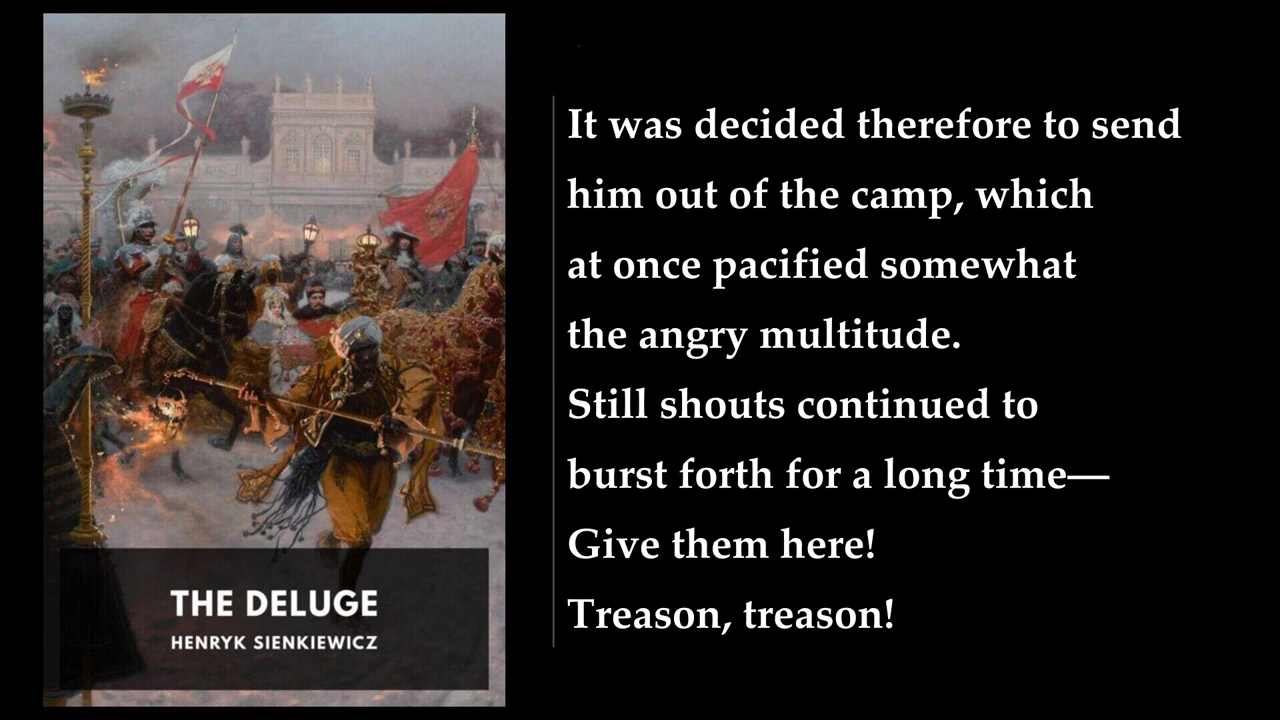 THE DELUGE
HENRYK SIENKIEWICZ
It was decided therefore to send
him out of the camp, which
at once pacified somewhat
the angry multitude.
Still shouts continued to
burst forth for a long time—
Give them here!
Treason, treason!